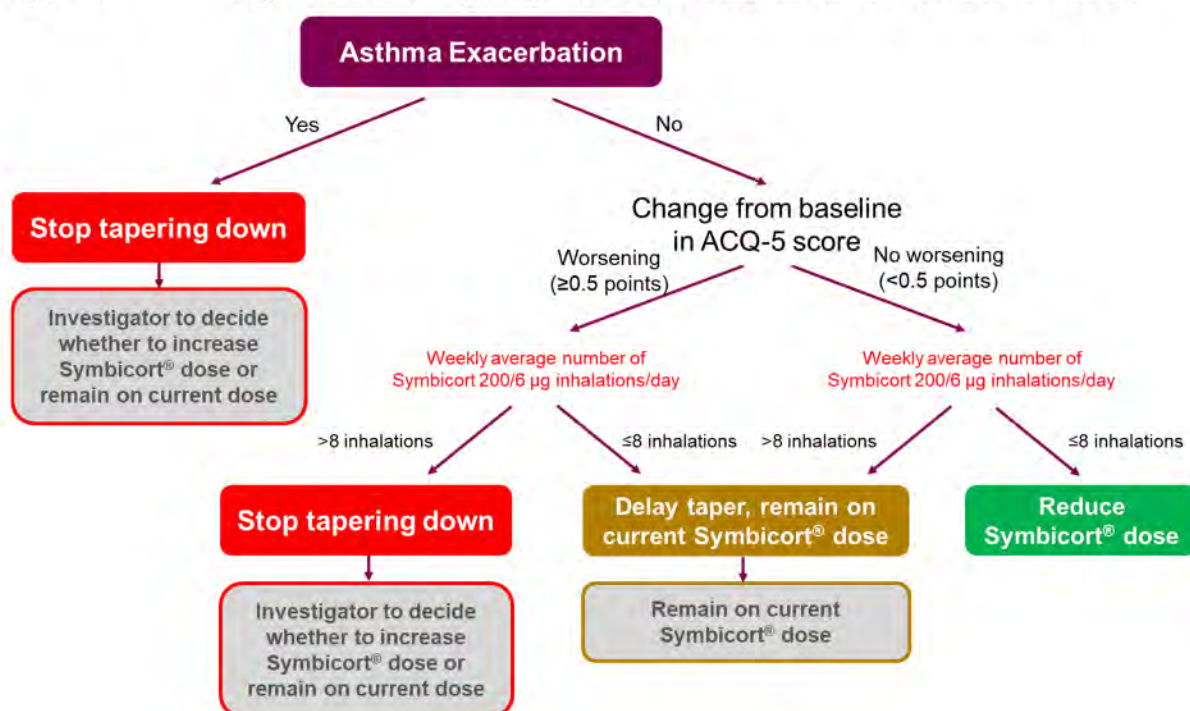 Asthma Exacerbation
Yes
No
Stop tapering down
Investigator to decide
whether to increase
Symbicort® dose or
remain on current dose
Change from baseline
in ACQ-5 score
Worsening
(≥0.5 points)
No worsening
(<0.5 points)
Weekly average number of
Symbicort 200/6 µg inhalations/day
Weekly average number of
Symbicort 200/6 µg inhalations/day
>8 inhalations
≤8 inhalations
>8 inhalations
≤8 inhalations
Stop tapering down
Investigator to decide
whether to increase
Symbicort® dose or
remain on current dose
Delay taper, remain on
current Symbicort® dose
Remain on current
Symbicort® dose
Reduce
Symbicort® dose